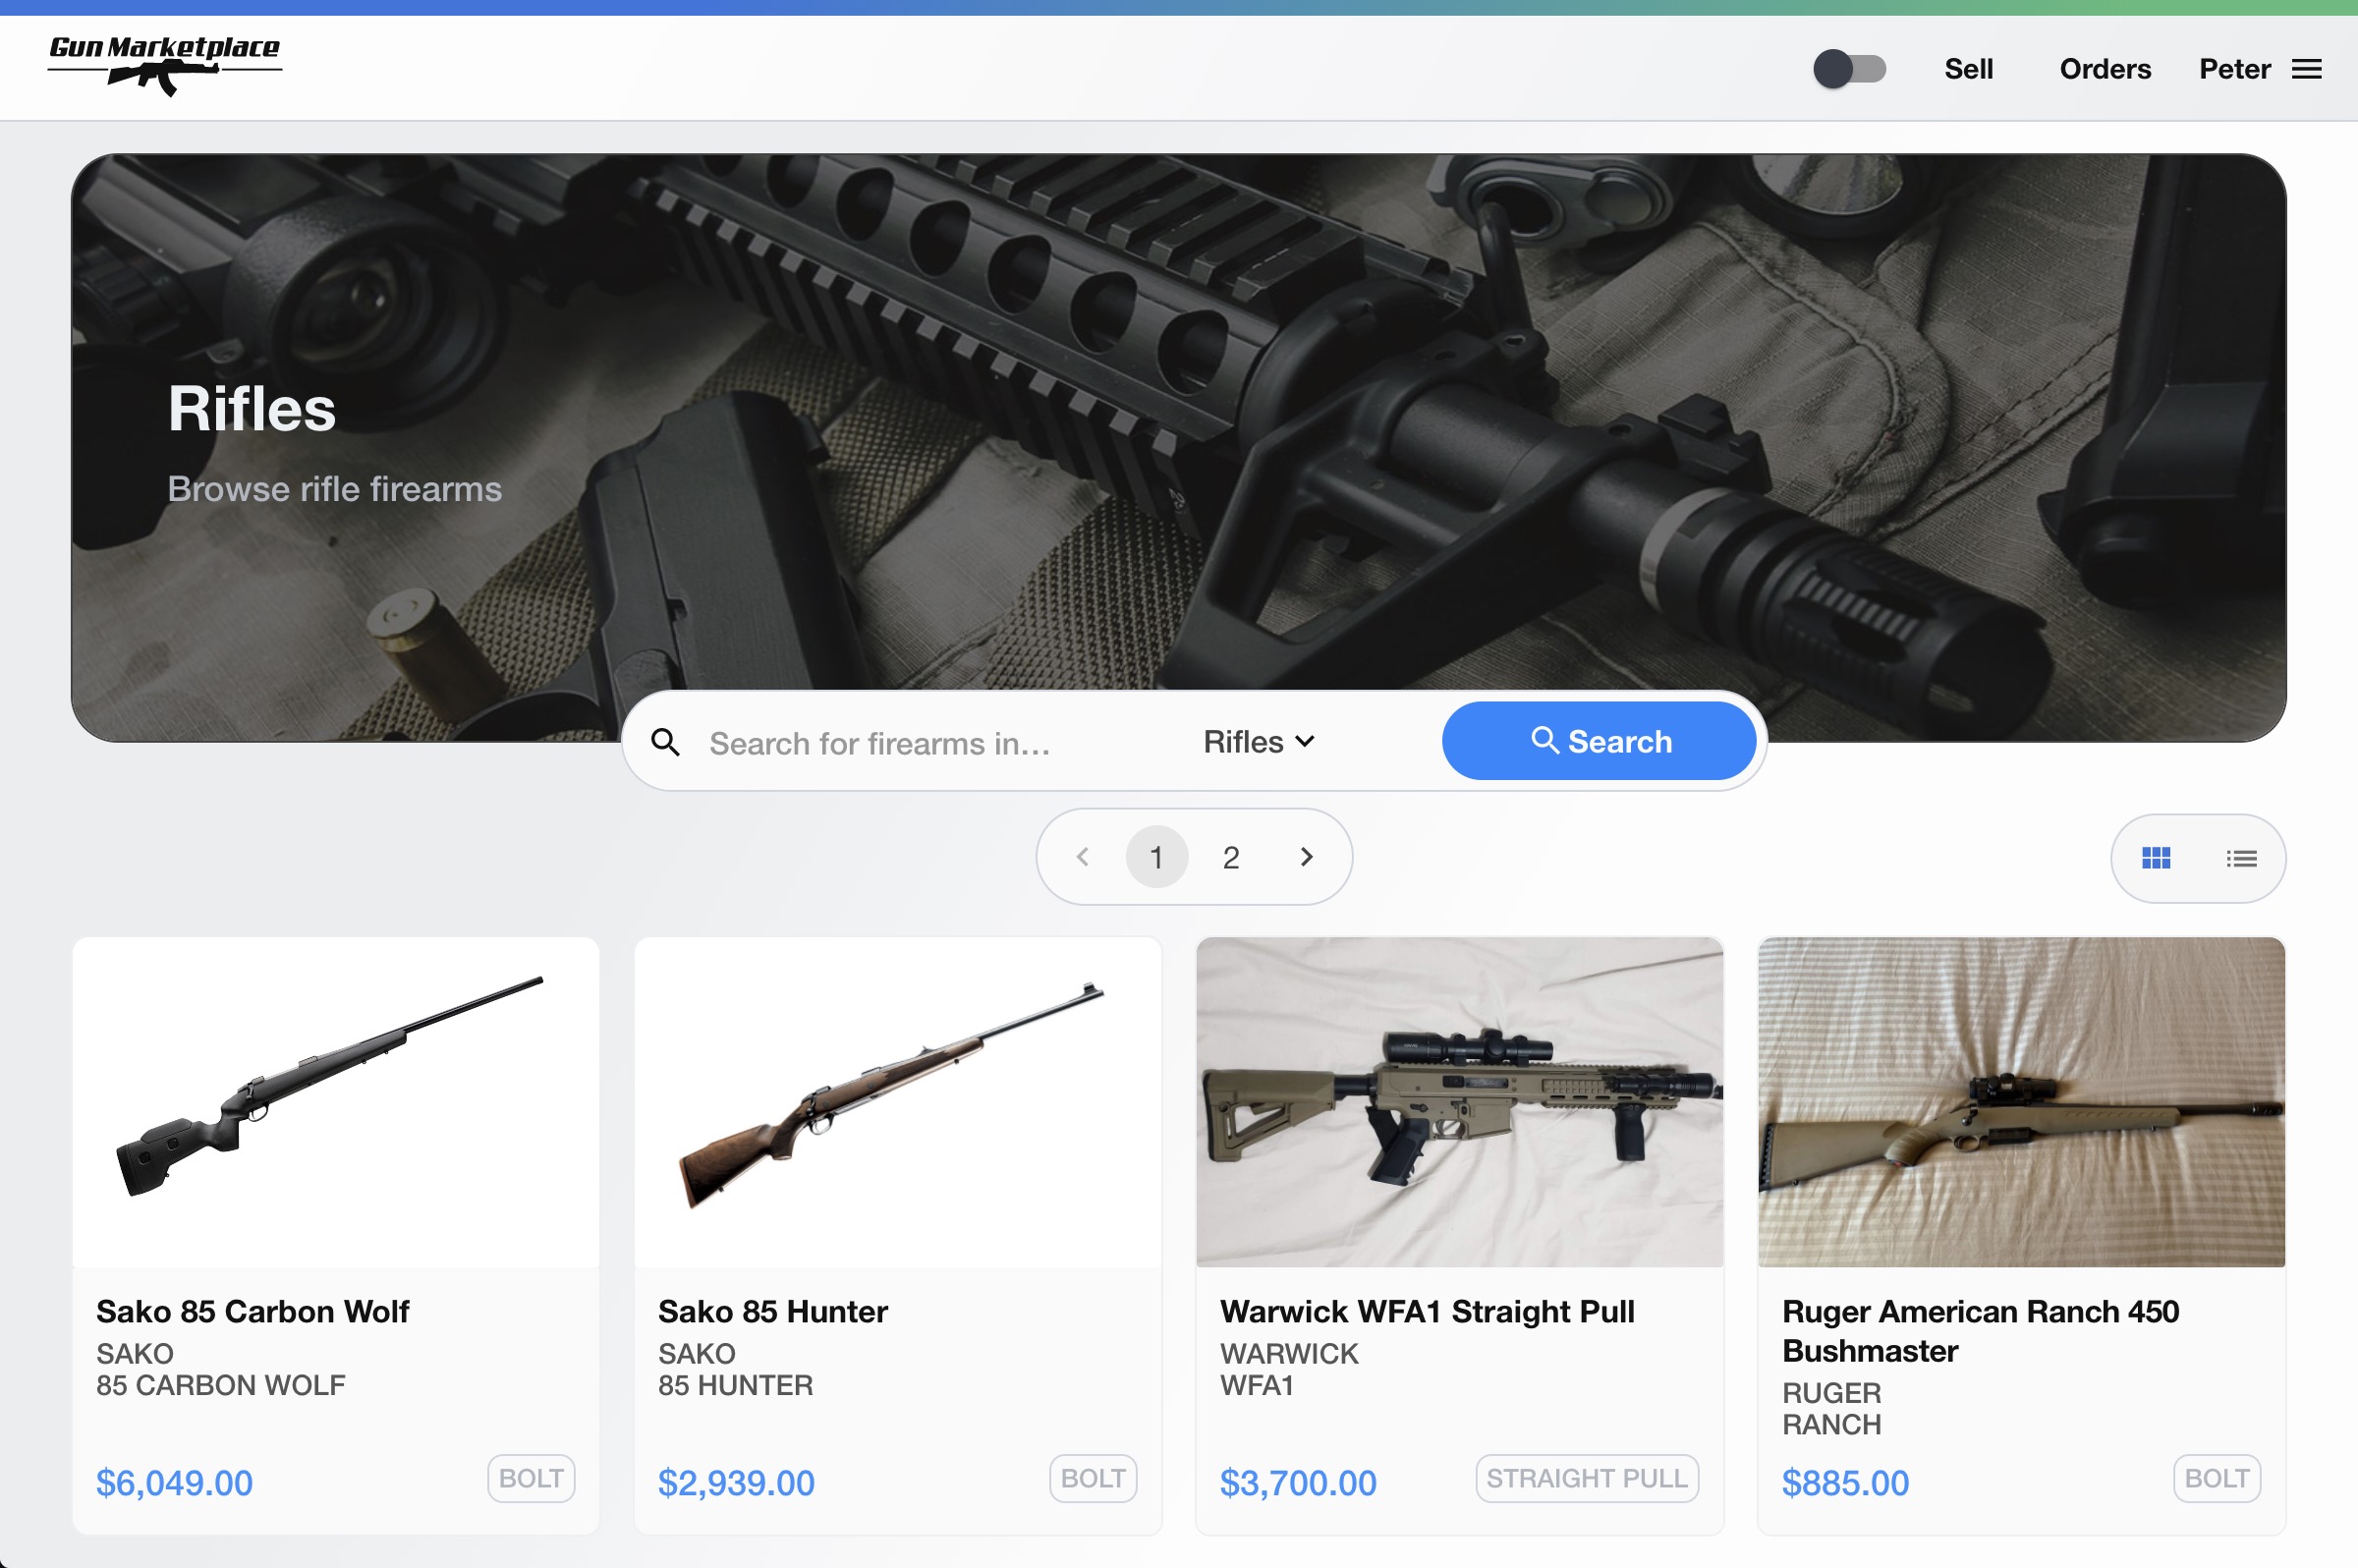 Gun Marketplace
Sell
Orders
Peter
Rifles
Browse rifle firearms
Search for firearms in...
Rifles
Search
1
2
Sako 85 Carbon Wolf
SAKO
85 CARBON WOLF
$6,049.00
BOLT
Sako 85 Hunter
SAKO
85 HUNTER
$2,939.00
BOLT
Warwick WFA1 Straight Pull
WARWICK
WFA1
$3,700.00
STRAIGHT PULL
Ruger American Ranch 450
Bushmaster
RUGER
RANCH
$885.00
BOLT